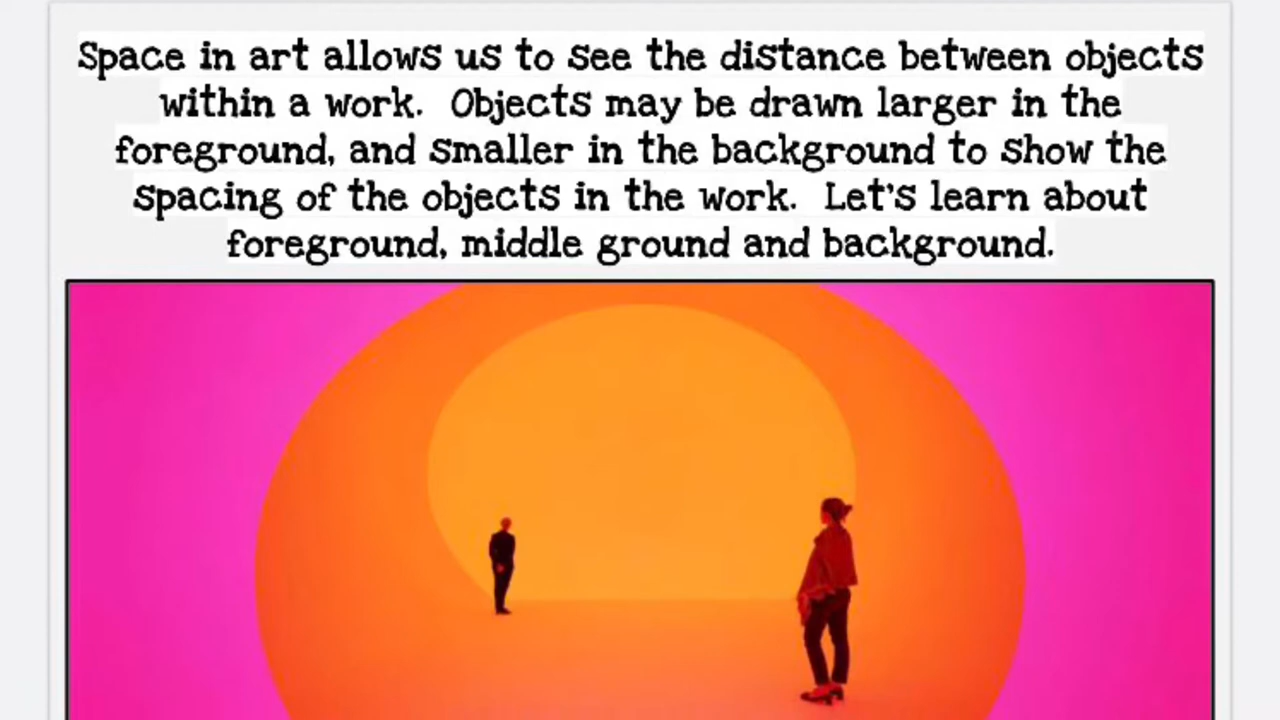 Space in art allows us to see the distance between objects
within a work.  Objects may be drawn larger in the
foreground, and smaller in the background to show the
spacing of the objects in the work.  Let's learn about
foreground, middle ground and background.